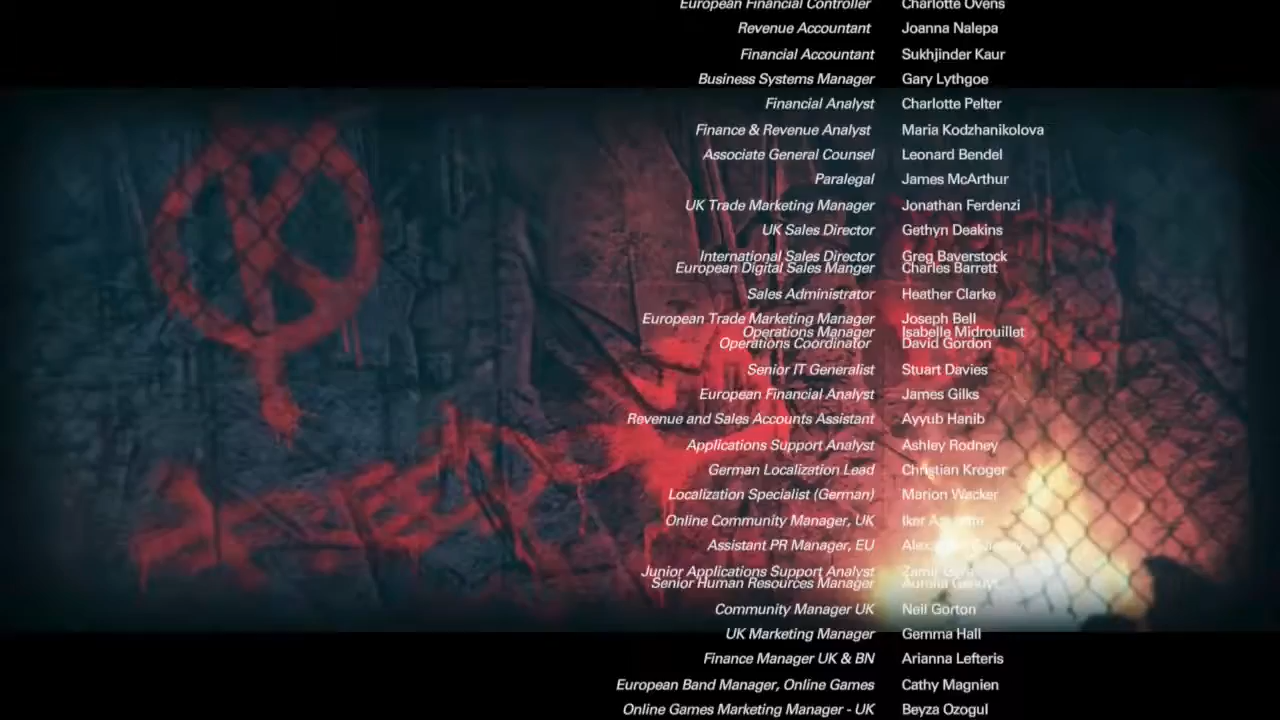 European Financial Controller Charlotte Ovens
Revenue Accountant Joanna Nalepa
Financial Accountant Sukhjinder Kaur
Business Systems Manager Gary Lythgoe
Financial Analyst Charlotte Pelter
Finance & Revenue Analyst Maria Kodzhanikolova
Associate General Counsel Leonard Bendel
Paralegal James McArthur
UK Trade Marketing Manager Jonathan Ferdenzi
UK Sales Director Gethyn Deakins
International Sales Director Greg Baverstock
European Digital Sales Manger Charles Barrett
Sales Administrator Heather Clarke
European Trade Marketing Manager Joseph Bell
Operations Manager Isabelle Midrouillet
Operations Coordinator David Gordon
Senior IT Generalist Stuart Davies
European Financial Analyst James Gilks
Revenue and Sales Accounts Assistant Ayyub Hanib
Applications Support Analyst Ashley Rodney
German Localization Lead Christian Kroger
Localization Specialist (German) Marion Wacker
Online Community Manager, UK Iker
Assistant PR Manager, EU
Junior Applications Support Analyst Zamir
Senior Human Resources Manager
Community Manager UK Neil Gorton
UK Marketing Manager Gemma Hall
Finance Manager UK & BN Arianna Lefteris
European Band Manager, Online Games Cathy Magnien
Online Games Marketing Manager - UK Beyza Ozogul